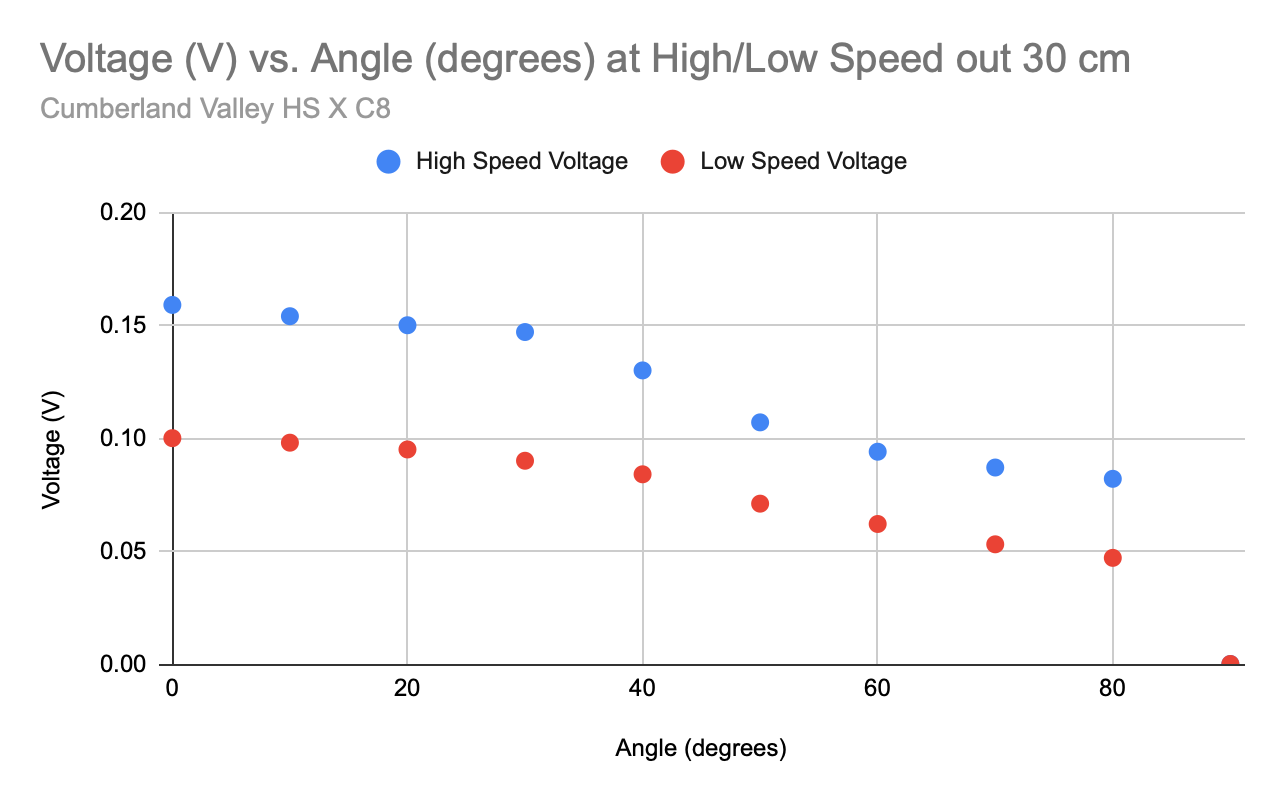 Voltage (V) vs. Angle (degrees) at High/Low Speed out 30 cm
Cumberland Valley HS X C8
High Speed Voltage
Low Speed Voltage
0.20
0.15
0.10
0.05
0.00
Voltage (V)
0
20
40
60
80
Angle (degrees)